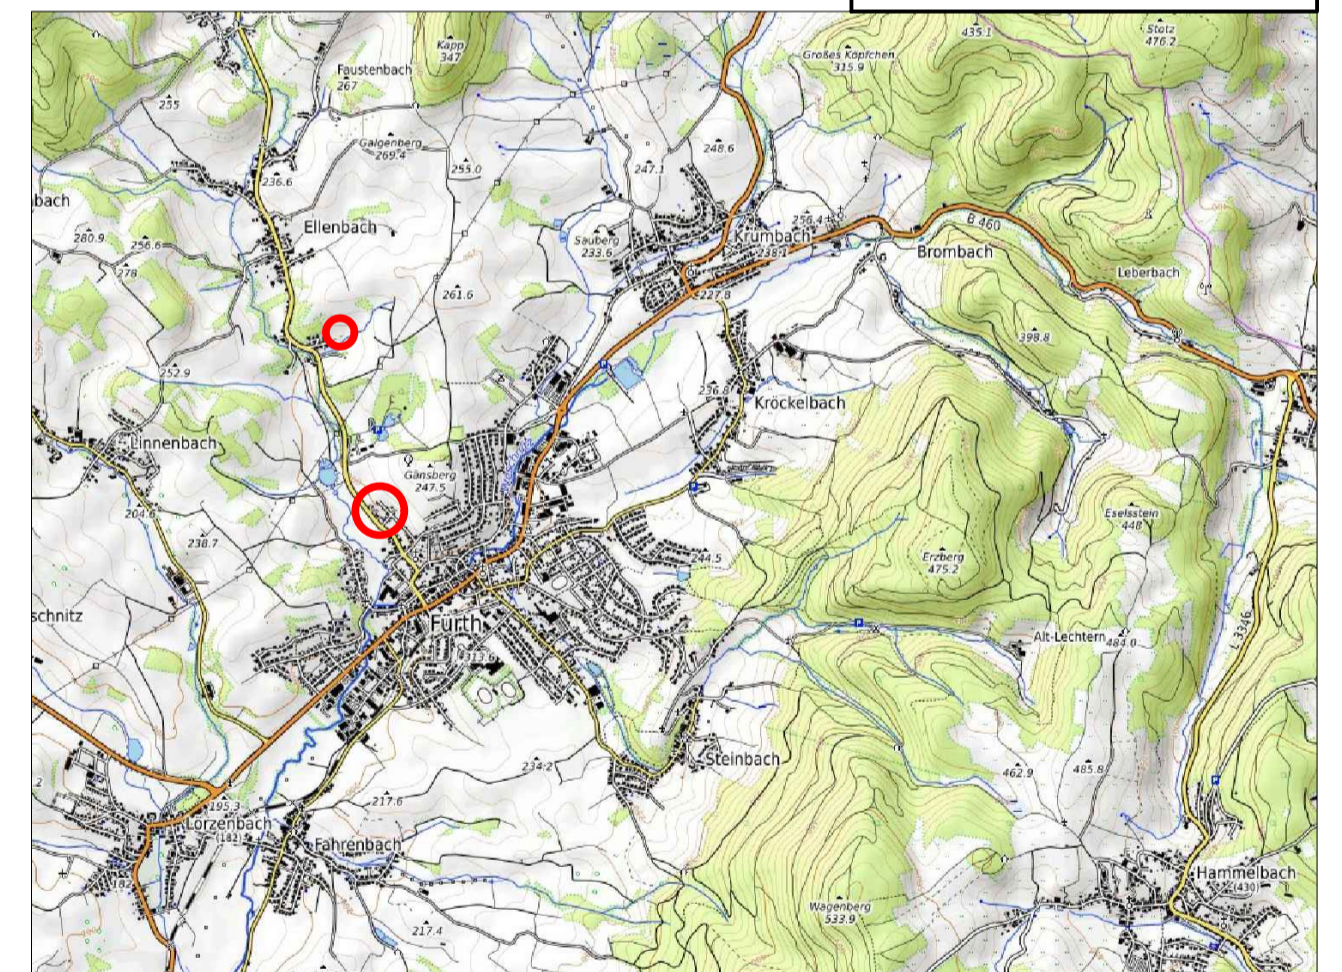 Stotz
476.2
435.1
Kapp
347
Großes Köpfchen
315.9
Faustenbach
267
255
Galgenberg
269.4
248.6
255.0
247.1
236.6
bach
Ellenbach
256.4
B 460
280.9
256.6
Sauberg
233.6
Krumbach
238.1
Brombach
278
Leberbach
261.6
227.8
398.8
252.9
236.8
Kröckelbach
Linnenbach
Gänsberg
247.5
204.6
Eselsstein
448
238.7
Erzberg
475.2
44.5
schnitz
Fürth
L 3346
Alt-Lechtern
484.0
Steinbach
234.2
462.9
485.8
2
217.6
195.3
Lörzenbach
(182)
Fahrenbach
Hammelbach
(430)
182
Wagenberg
533.9
217.4